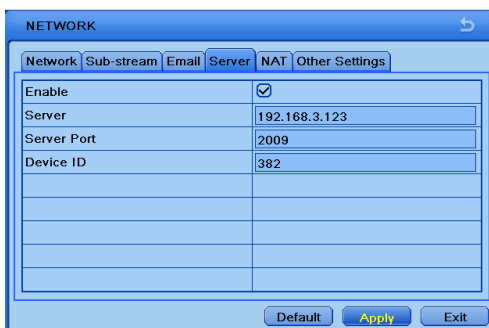 NETWORK
Network Sub-stream Email Server NAT Other Settings
Enable
Server 192.168.3.123
Server Port 2009
Device ID 382
Default Apply Exit